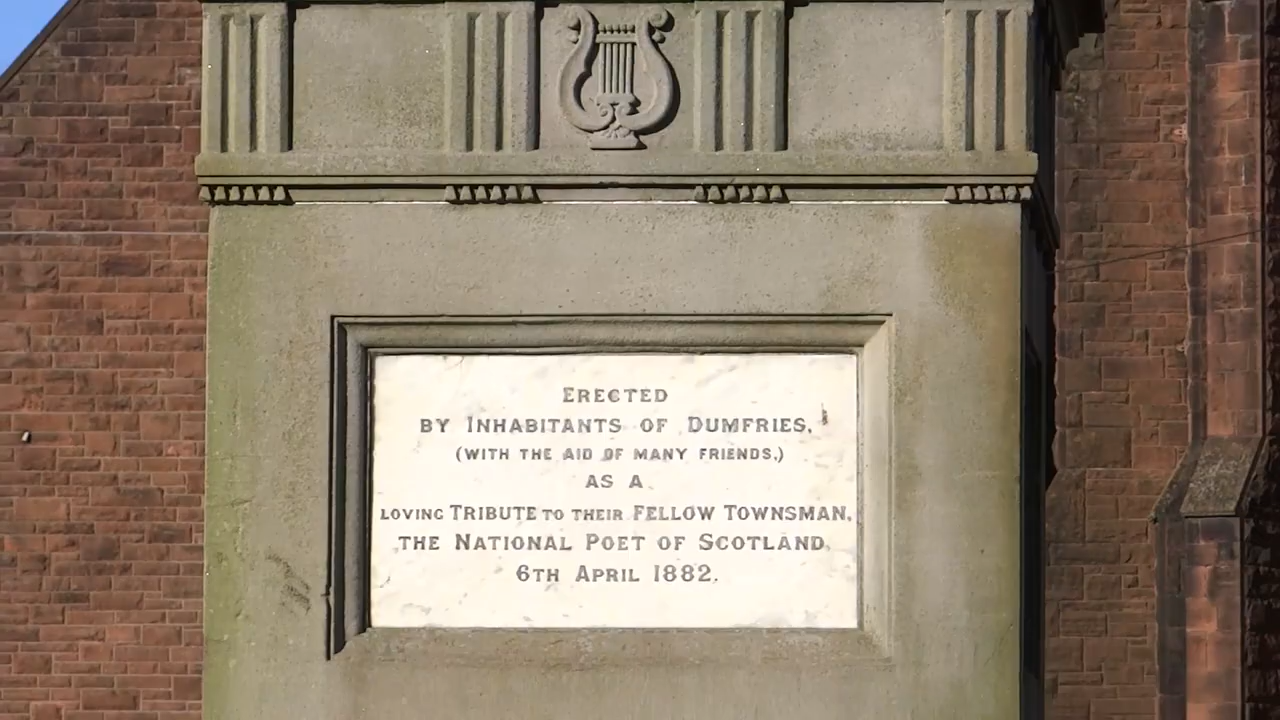 ERECTED
BY INHABITANTS OF DUMFRIES,
(WITH THE AID OF MANY FRIENDS,)
AS A
LOVING TRIBUTE TO THEIR FELLOW TOWNSMAN,
THE NATIONAL POET OF SCOTLAND,
6TH APRIL 1882.